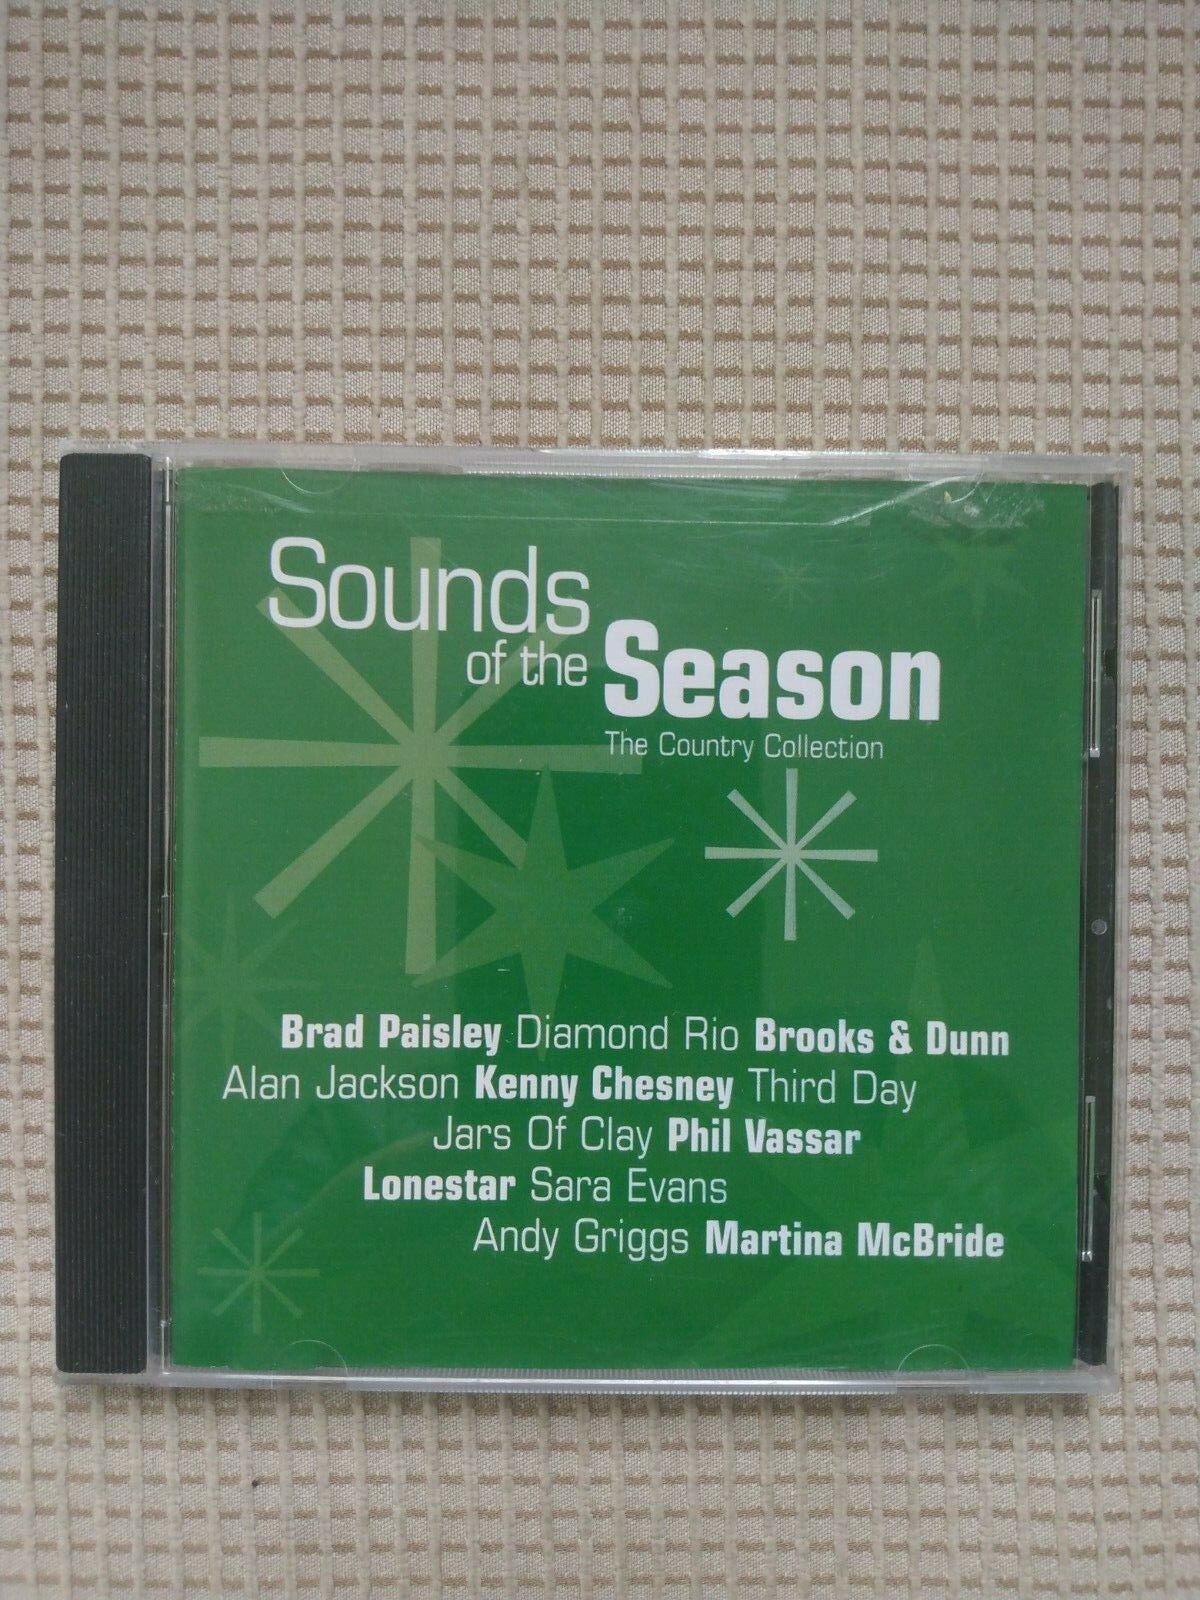 Sounds
of the Season
The Country Collection
Brad Paisley Diamond Rio Brooks & Dunn
Alan Jackson Kenny Chesney Third Day
Jars Of Clay Phil Vassar
Lonestar Sara Evans
Andy Griggs Martina McBride